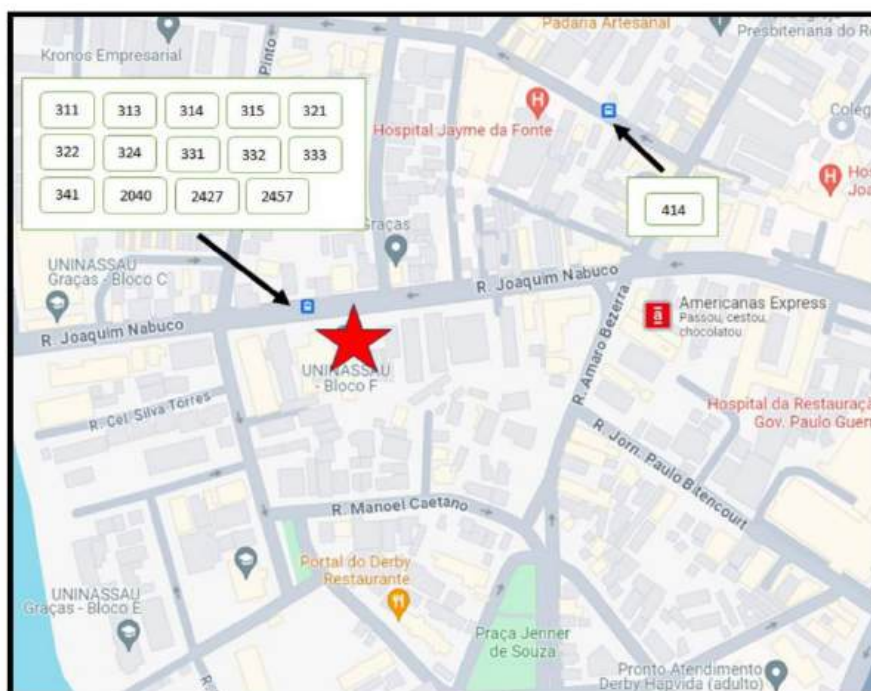 Padaria Artesanal
Presbiteriana do Re
Kronos Empresarial
Pinto
311 313 314 315 321
322 324 331 332 333
341 2040 2427 2457
Hospital Jayme da Fonte
Colég
Hos
Joa
414
Graças
UNINASSAU
Graças - Bloco C
R. Joaquim Nabuco
R. Joaquim Nabuco
Americanas Express
Passou, cestou,
chocolatou
R. Amaro Bezerra
UNINASSAU
- Bloco F
R. Cel. Silva Torres
Hospital da Restauraçã
Gov. Paulo Guer
R. Jorn. Paulo Bitencourt
R. Manoel Caetano
Portal do Derby
Restaurante
UNINASSAU
Graças - Bloco E
Praça Jenner
de Souza
Pronto Atendimento
Derby Hapvida (adulto)
R.